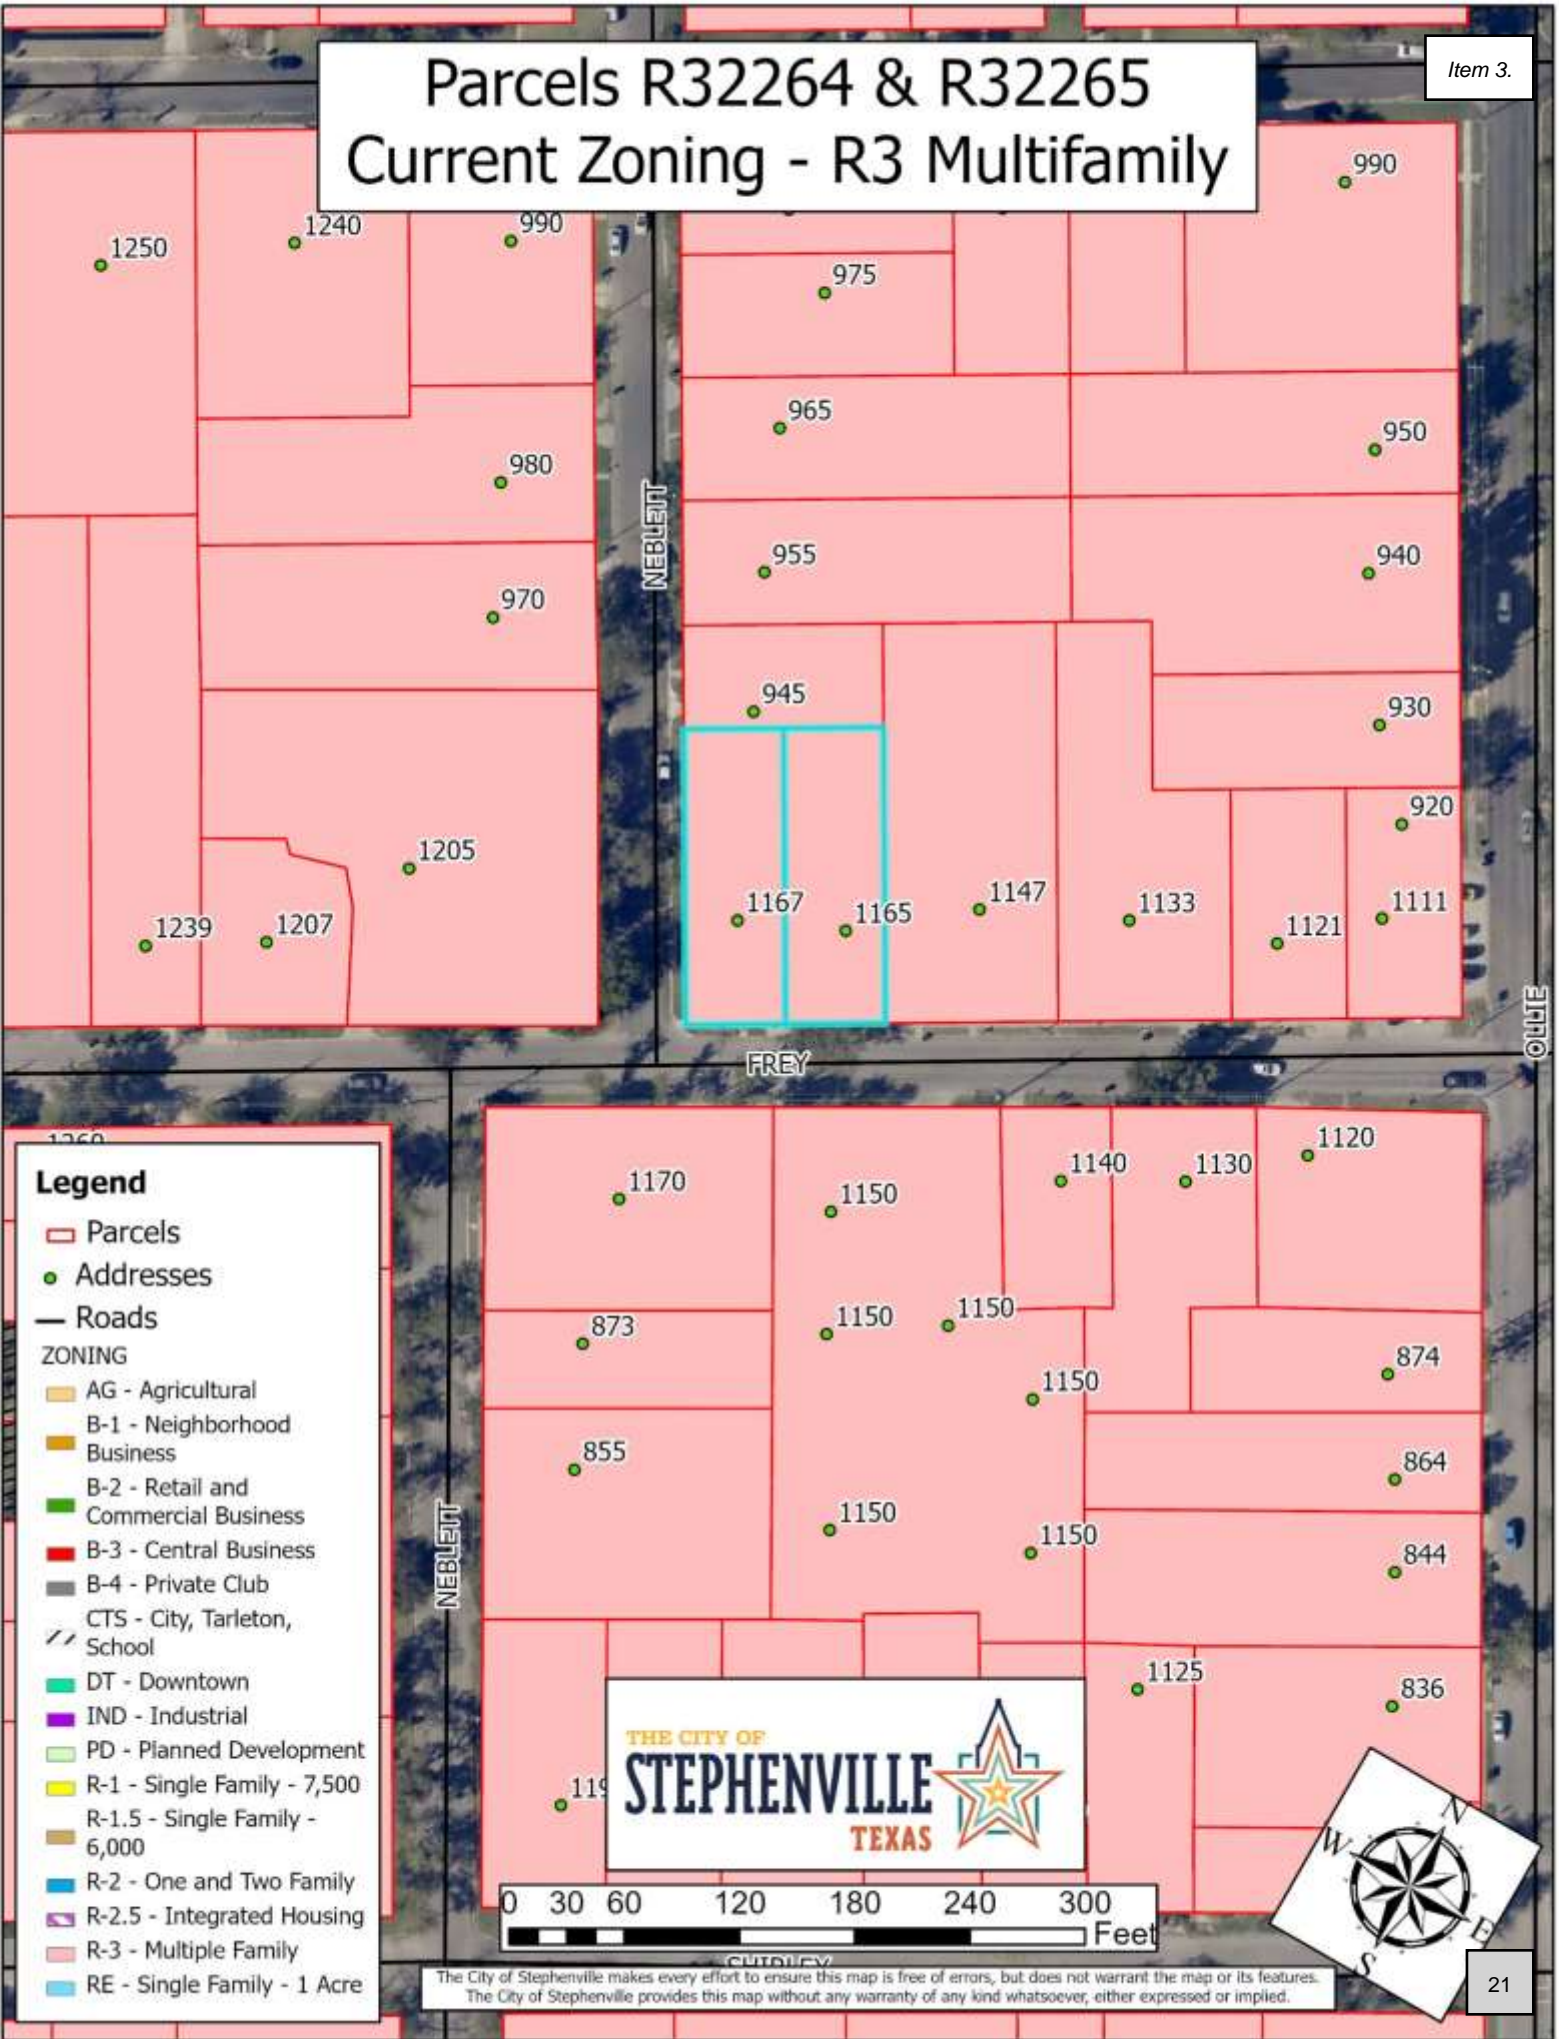 Parcels R32264 & R32265
Current Zoning - R3 Multifamily
Item 3.
990
1250
1240
990
975
965
950
980
955
940
NEBLETT
970
945
930
920
1205
1167
1165
1147
1133
1121
1111
1239
1207
OLLIE
FREY
1170
1150
1140
1130
1120
873
1150
1150
874
1150
855
864
1150
1150
844
NEBLETT
1125
836
Legend
Parcels
Addresses
Roads
ZONING
AG - Agricultural
B-1 - Neighborhood
Business
B-2 - Retail and
Commercial Business
B-3 - Central Business
B-4 - Private Club
CTS - City, Tarleton,
School
DT - Downtown
IND - Industrial
PD - Planned Development
R-1 - Single Family - 7,500
R-1.5 - Single Family -
6,000
R-2 - One and Two Family
R-2.5 - Integrated Housing
R-3 - Multiple Family
RE - Single Family - 1 Acre
THE CITY OF
STEPHENVILLE
TEXAS
N
W
E
S
0 30 60 120 180 240 300
Feet
SHIRLEY
The City of Stephenville makes every effort to ensure this map is free of errors, but does not warrant the map or its features.
The City of Stephenville provides this map without any warranty of any kind whatsoever, either expressed or implied.
21